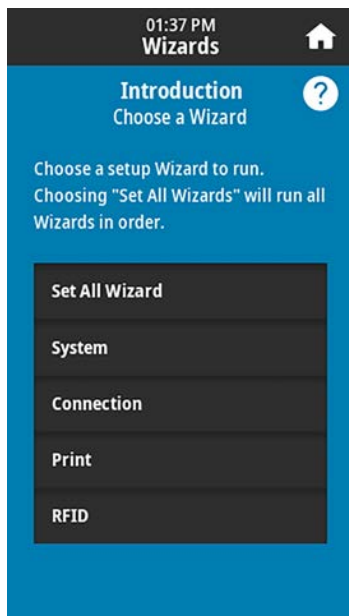 01:37 PM
Wizards
Introduction
?
Choose a Wizard
Choose a setup Wizard to run.
Choosing "Set All Wizards" will run all
Wizards in order.
Set All Wizard
System
Connection
Print
RFID